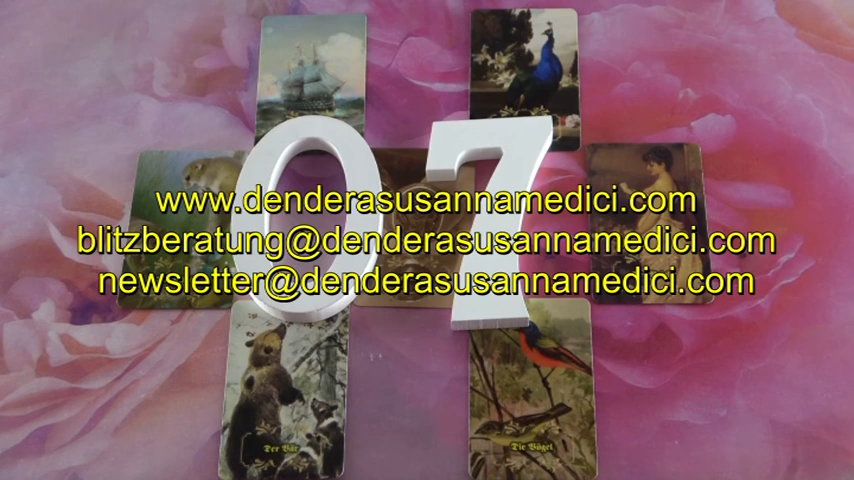 07
www.denderasusannamedici.com
blitzberatung@denderasusannamedici.com
newsletter@denderasusannamedici.com
Der Bär
Die Vögel